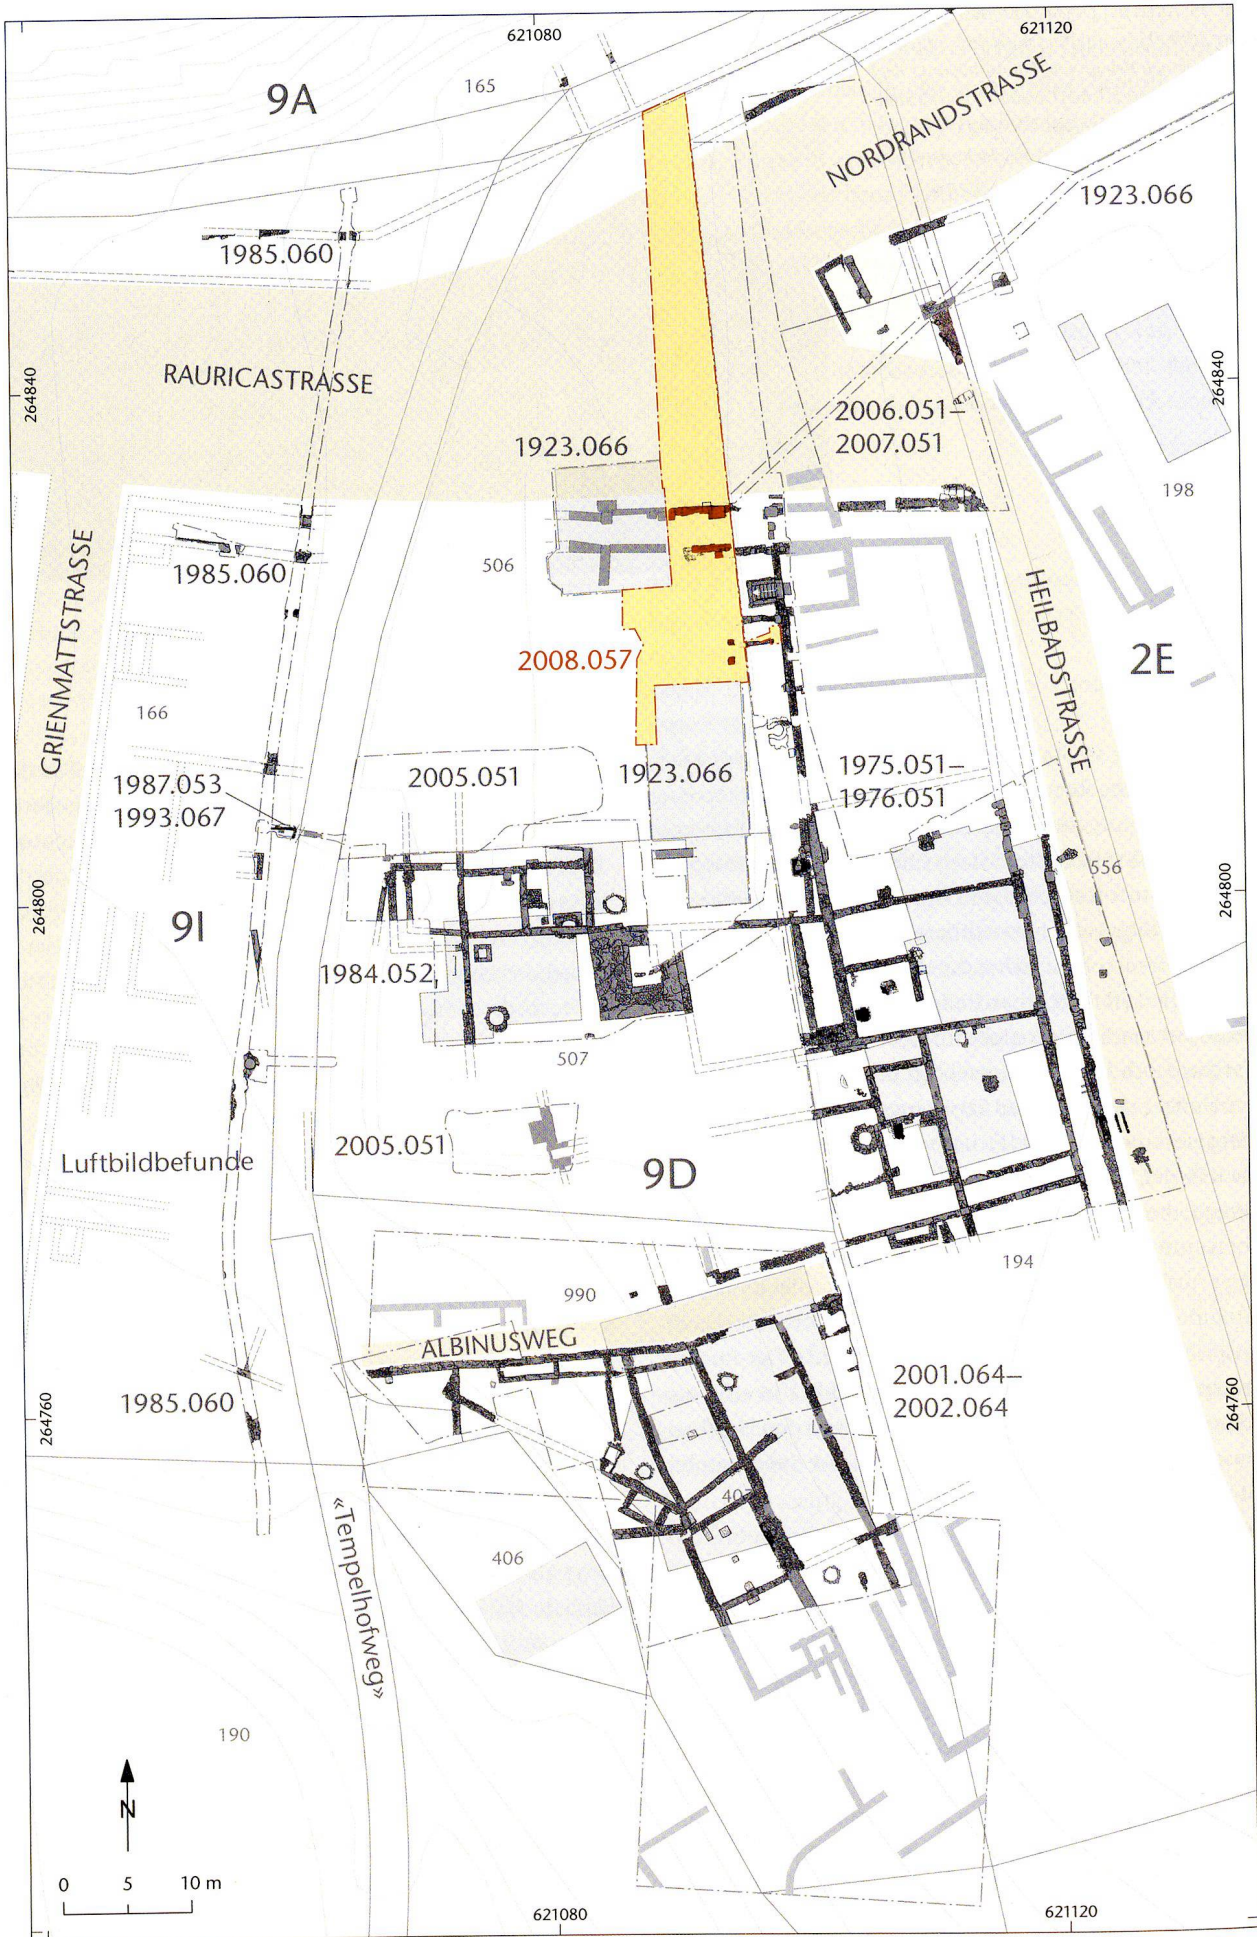 621080
621120
9A
165
NORDRANDSTRASSE
1923.066
1985.060
RAURICASTRASSE
264840
264840
2006.051–
2007.051
1923.066
198
GRIENMATTSTRASSE
1985.060
506
HEILBADSTRASSE
2008.057
2E
166
1987.053
1993.067
2005.051
1923.066
1975.051–
1976.051
556
264800
264800
9I
1984.052
507
Luftbildbefunde
2005.051
9D
194
990
ALBINUSWEG
1985.060
2001.064–
2002.064
264760
264760
«Tempelhofweg»
406
190
N
0 5 10 m
621080
621120